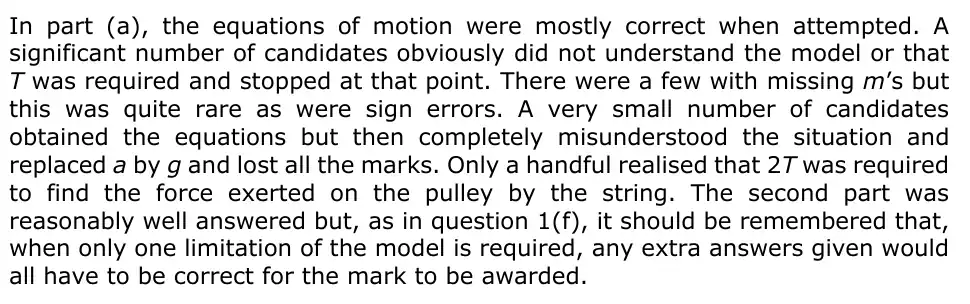 In part (a), the equations of motion were mostly correct when attempted. A
significant number of candidates obviously did not understand the model or that
T was required and stopped at that point. There were a few with missing m's but
this was quite rare as were sign errors. A very small number of candidates
obtained the equations but then completely misunderstood the situation and
replaced a by g and lost all the marks. Only a handful realised that 2T was required
to find the force exerted on the pulley by the string. The second part was
reasonably well answered but, as in question 1(f), it should be remembered that,
when only one limitation of the model is required, any extra answers given would
all have to be correct for the mark to be awarded.